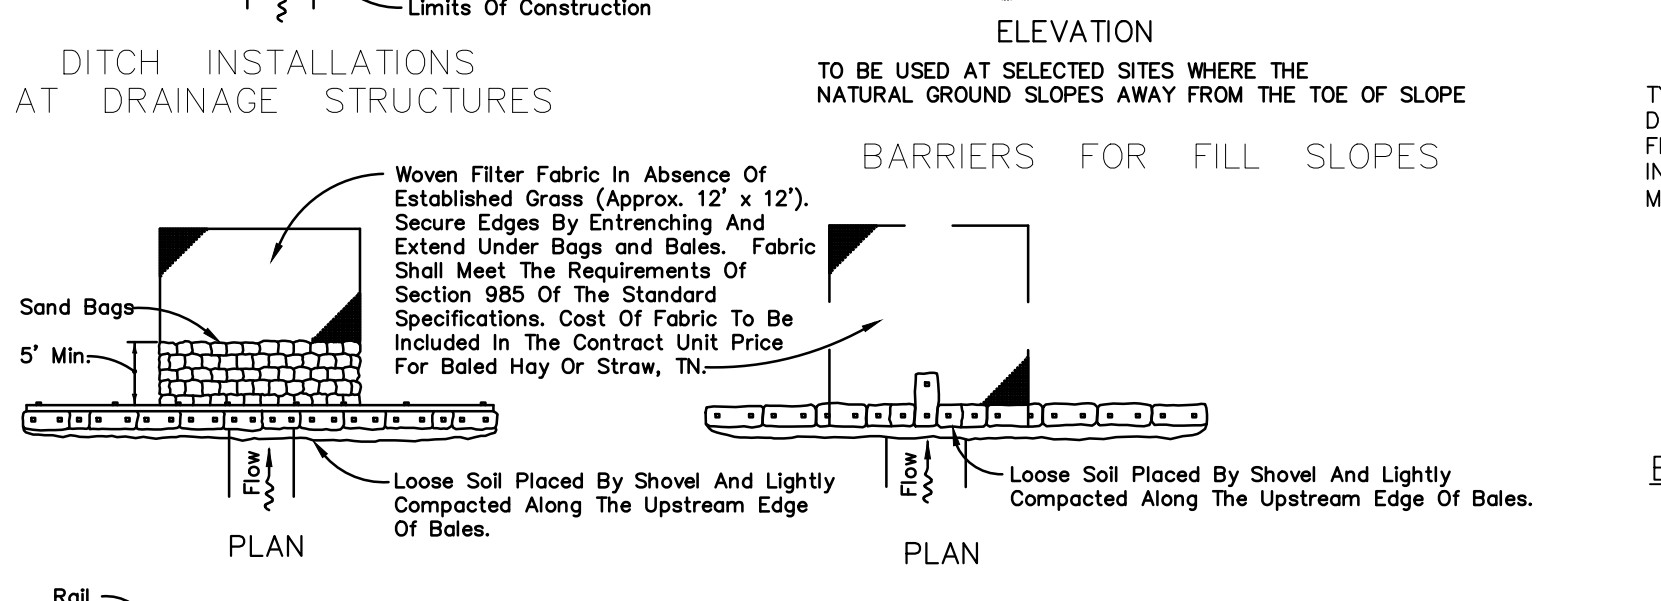 Limits Of Construction
DITCH INSTALLATIONS
AT DRAINAGE STRUCTURES
ELEVATION
TO BE USED AT SELECTED SITES WHERE THE
NATURAL GROUND SLOPES AWAY FROM THE TOE OF SLOPE
BARRIERS FOR FILL SLOPES
Woven Filter Fabric In Absence Of
Established Grass (Approx. 12' x 12').
Secure Edges By Entrenching And
Extend Under Bags and Bales. Fabric
Shall Meet The Requirements Of
Section 985 Of The Standard
Specifications. Cost Of Fabric To Be
Included In The Contract Unit Price
For Baled Hay Or Straw, TN.
Sand Bags
5' Min.
Flow
Loose Soil Placed By Shovel And Lightly
Compacted Along The Upstream Edge
Of Bales.
PLAN
Flow
Loose Soil Placed By Shovel And Lightly
Compacted Along The Upstream Edge Of Bales.
PLAN
Rail